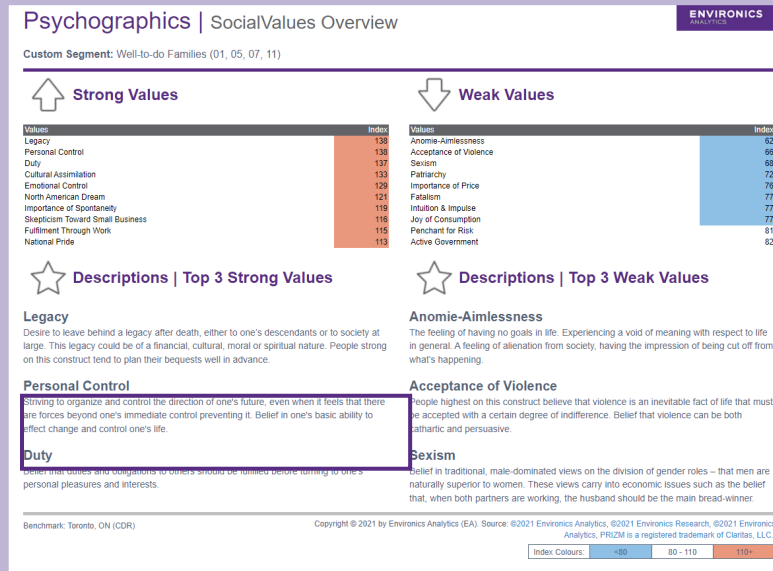 Psychographics | SocialValues Overview
ENVIRONICS
ANALYTICS
Custom Segment: Well-to-do Families (01, 05, 07, 11)
Strong Values
Values Index
Legacy 138
Personal Control 138
Duty 137
Cultural Assimilation 133
Emotional Control 129
North American Dream 121
Importance of Spontaneity 119
Skepticism Toward Small Business 116
Fulfilment Through Work 115
National Pride 113
Weak Values
Values Index
Anomie-Aimlessness 62
Acceptance of Violence 66
Sexism 68
Patriarchy 72
Importance of Price 76
Fatalism 77
Intuition & Impulse 77
Joy of Consumption 77
Penchant for Risk 81
Active Government 82
Descriptions | Top 3 Strong Values
Legacy
Desire to leave behind a legacy after death, either to one's descendants or to society at
large. This legacy could be of a financial, cultural, moral or spiritual nature. People strong
on this construct tend to plan their bequests well in advance.
Personal Control
Striving to organize and control the direction of one's future, even when it feels that there
are forces beyond one's immediate control preventing it. Belief in one's basic ability to
effect change and control one's life.
Duty
Belief that duties and obligations to others should be fulfilled before turning to one's
personal pleasures and interests.
Descriptions | Top 3 Weak Values
Anomie-Aimlessness
The feeling of having no goals in life. Experiencing a void of meaning with respect to life
in general. A feeling of alienation from society, having the impression of being cut off from
what's happening.
Acceptance of Violence
People highest on this construct believe that violence is an inevitable fact of life that must
be accepted with a certain degree of indifference. Belief that violence can be both
cathartic and persuasive.
Sexism
Belief in traditional, male-dominated views on the division of gender roles – that men are
naturally superior to women. These views carry into economic issues such as the belief
that, when both partners are working, the husband should be the main bread-winner.
Benchmark: Toronto, ON (CDR)
Copyright © 2021 by Environics Analytics (EA). Source: ©2021 Environics Analytics, ©2021 Environics Research, ©2021 Environics
Analytics, PRIZM is a registered trademark of Claritas, LLC.
Index Colours: <80 80 - 110 110+